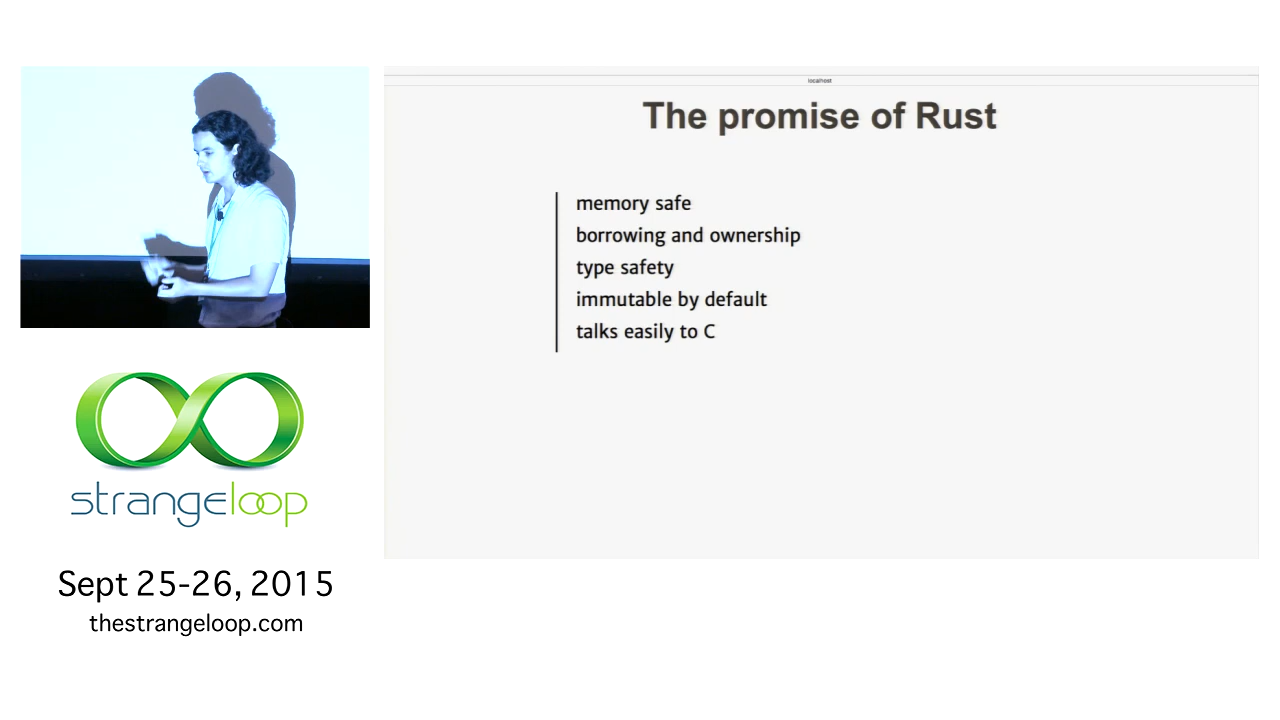 localhost
The promise of Rust
memory safe
borrowing and ownership
type safety
immutable by default
talks easily to C
strangeloop
Sept 25-26, 2015
thestrangeloop.com